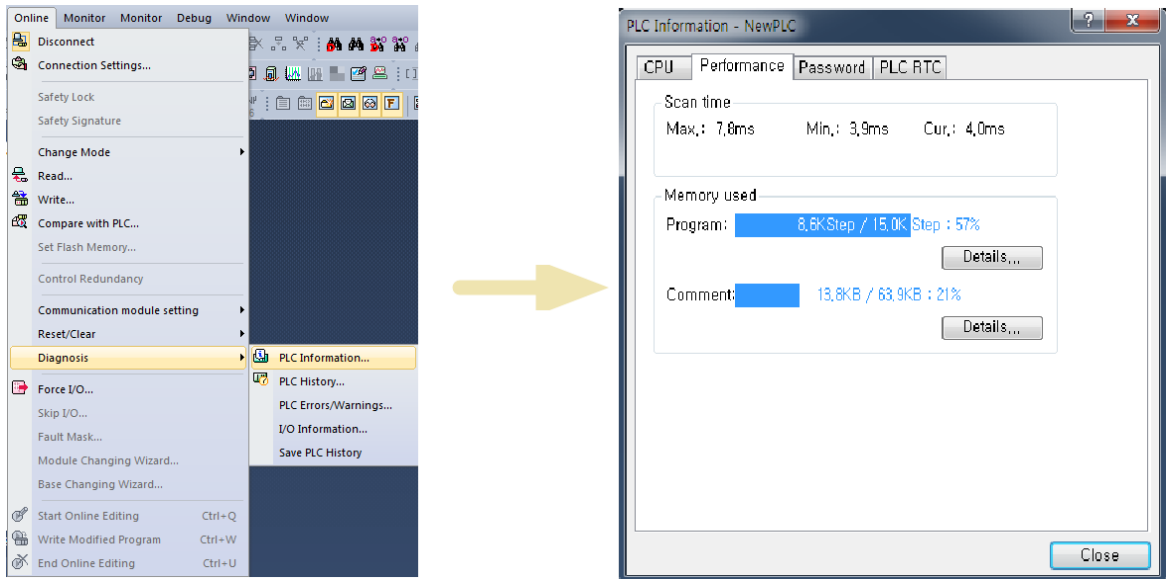 Online Monitor Monitor Debug Window Window
Disconnect
Connection Settings...
Safety Lock
Safety Signature
Change Mode
Read...
Write...
Compare with PLC...
Set Flash Memory...
Control Redundancy
Communication module setting
Reset/Clear
Diagnosis
Force I/O...
Skip I/O...
Fault Mask...
Module Changing Wizard...
Base Changing Wizard...
Start Online Editing Ctrl+Q
Write Modified Program Ctrl+W
End Online Editing Ctrl+U
PLC Information...
PLC History...
PLC Errors/Warnings...
I/O Information...
Save PLC History
PLC Information - NewPLC
CPU Performance Password PLC RTC
Scan time
Max.: 7.8ms Min.: 3.9ms Cur.: 4.0ms
Memory used
Program: 8.6KStep / 15.0K Step : 57%
Details...
Comment: 13.8KB / 63.9KB : 21%
Details...
Close